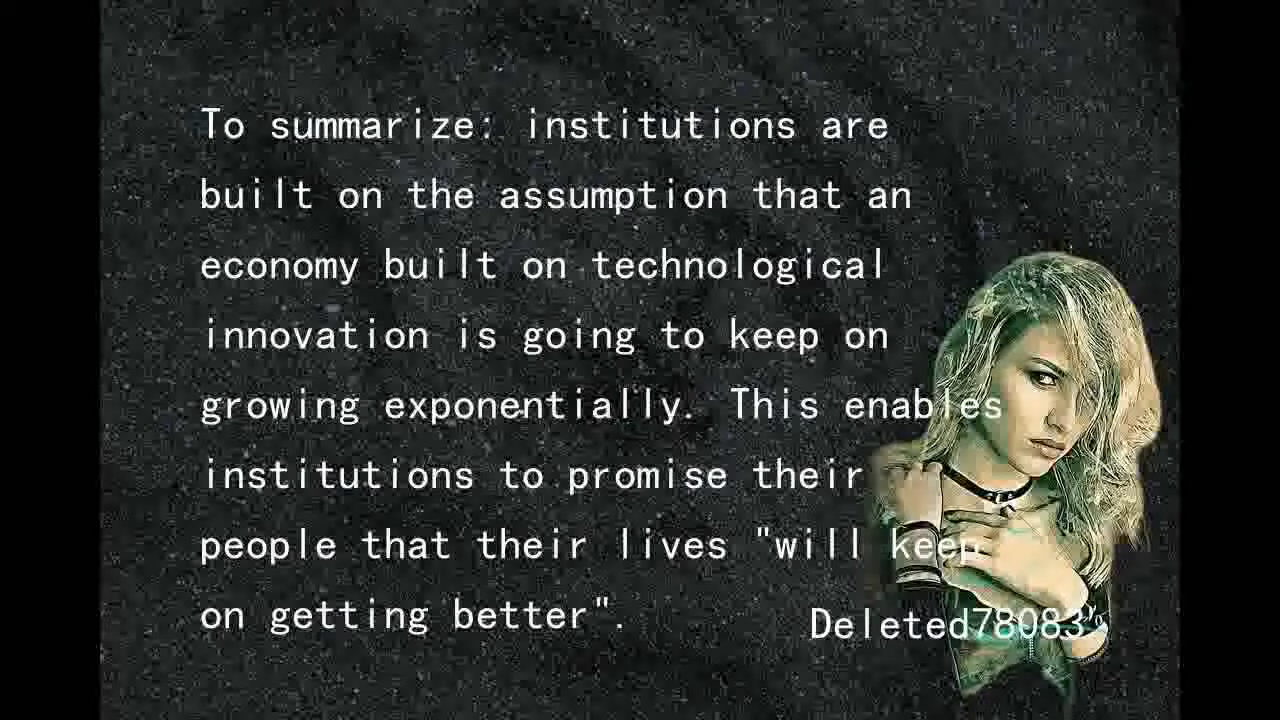 To summarize: institutions are
built on the assumption that an
economy built on technological
innovation is going to keep on
growing exponentially. This enables
institutions to promise their
people that their lives "will keep
on getting better".
Deleted78083